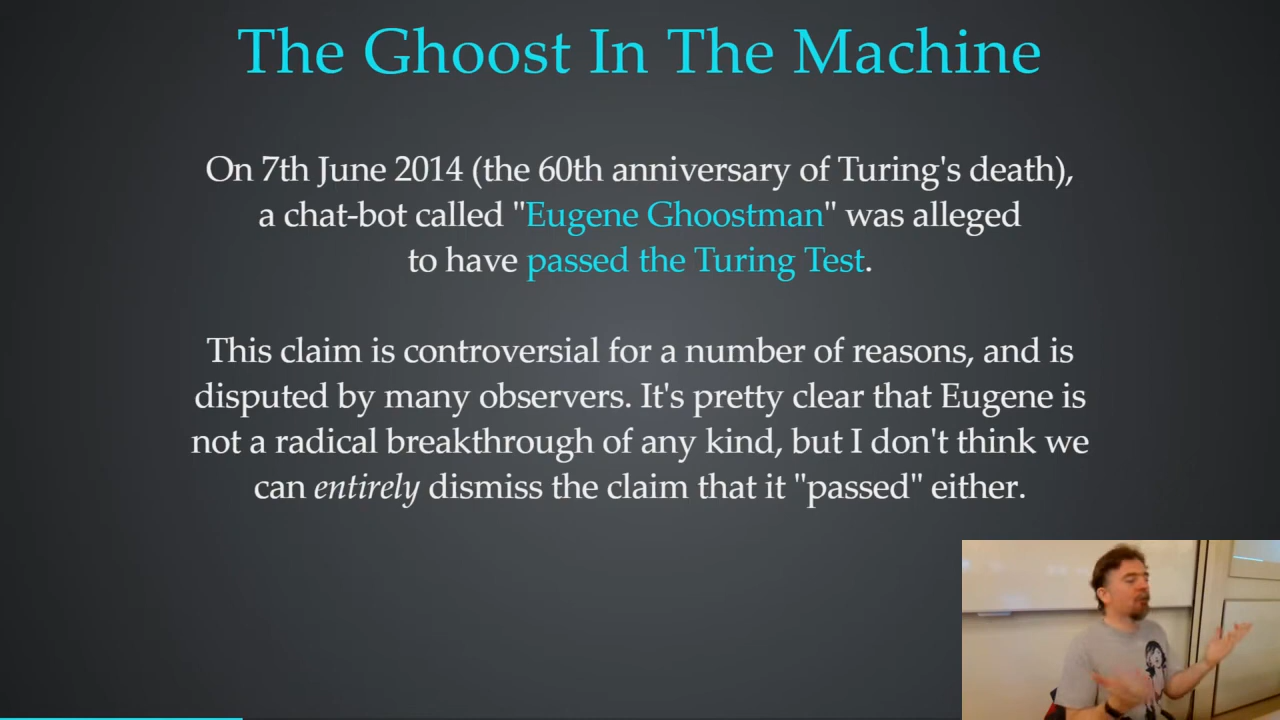 The Ghoost In The Machine
On 7th June 2014 (the 60th anniversary of Turing's death),
a chat-bot called "Eugene Ghoostman" was alleged
to have passed the Turing Test.
This claim is controversial for a number of reasons, and is
disputed by many observers. It's pretty clear that Eugene is
not a radical breakthrough of any kind, but I don't think we
can entirely dismiss the claim that it "passed" either.